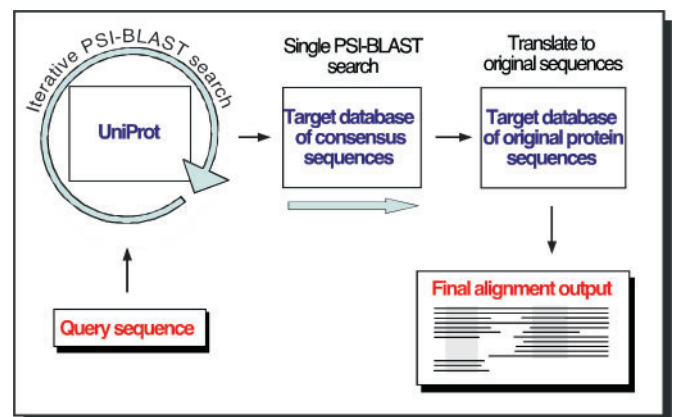 Iterative PSI-BLAST search
UniProt
Query sequence
Single PSI-BLAST
search
Target database
of consensus
sequences
Translate to
original sequences
Target database
of original protein
sequences
Final alignment output